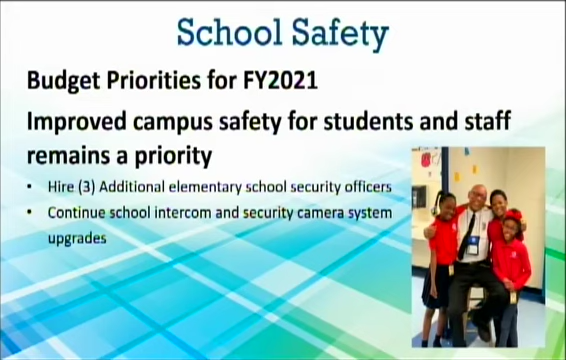 School Safety
Budget Priorities for FY2021
Improved campus safety for students and staff
remains a priority
• Hire (3) Additional elementary school security officers
• Continue school intercom and security camera system
upgrades